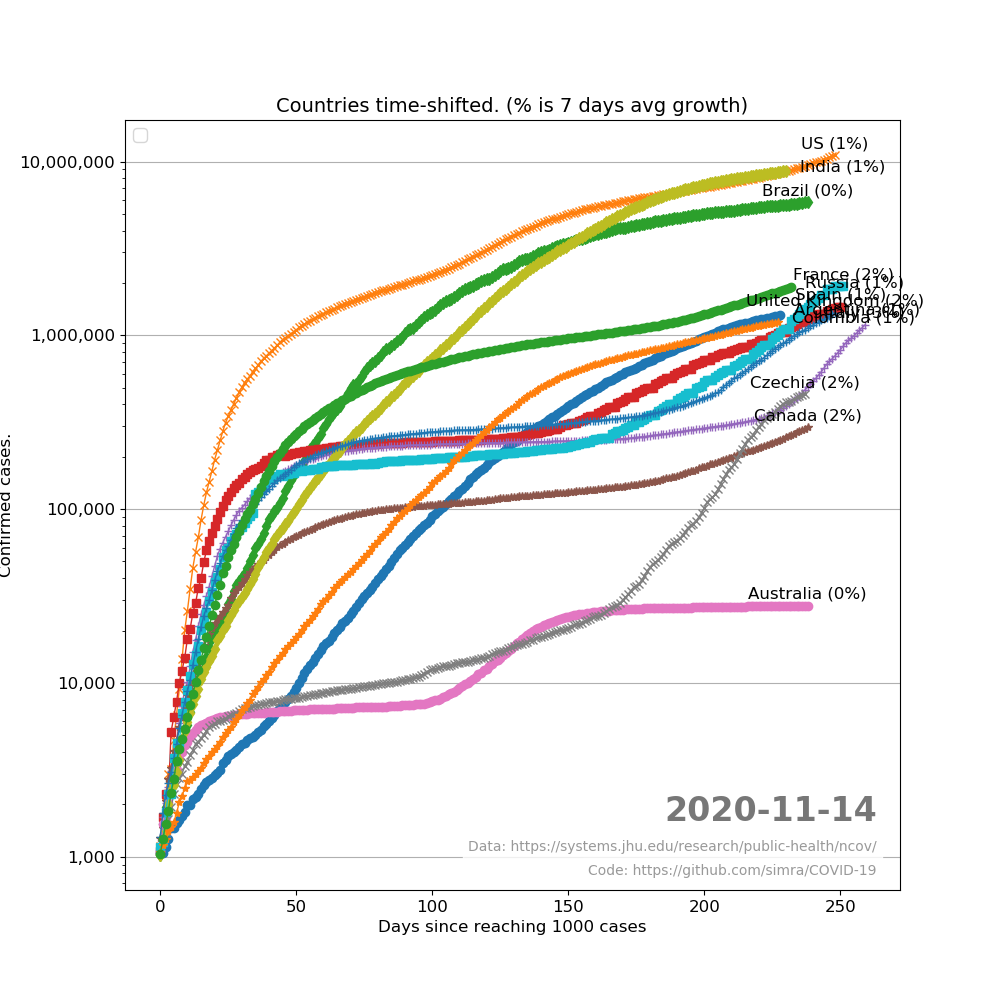 Countries time-shifted. (% is 7 days avg growth)
10,000,000
1,000,000
100,000
10,000
1,000
Confirmed cases.
US (1%)
India (1%)
Brazil (0%)
France (2%)
Russia (1%)
Spain (1%)
United Kingdom (2%)
Colombia (1%)
Czechia (2%)
Canada (2%)
Australia (0%)
2020-11-14
Data: https://systems.jhu.edu/research/public-health/ncov/
Code: https://github.com/simra/COVID-19
0 50 100 150 200 250
Days since reaching 1000 cases